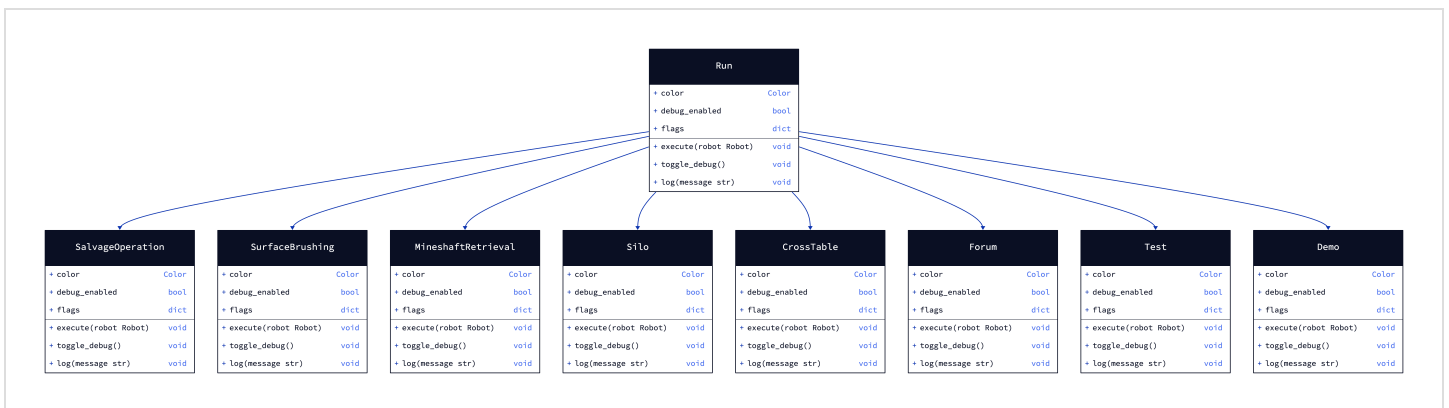 Run
+ color Color
+ debug_enabled bool
+ flags dict
+ execute(robot Robot) void
+ toggle_debug() void
+ log(message str) void
SalvageOperation
+ color Color
+ debug_enabled bool
+ flags dict
+ execute(robot Robot) void
+ toggle_debug() void
+ log(message str) void
SurfaceBrushing
+ color Color
+ debug_enabled bool
+ flags dict
+ execute(robot Robot) void
+ toggle_debug() void
+ log(message str) void
MineshaftRetrieval
+ color Color
+ debug_enabled bool
+ flags dict
+ execute(robot Robot) void
+ toggle_debug() void
+ log(message str) void
Silo
+ color Color
+ debug_enabled bool
+ flags dict
+ execute(robot Robot) void
+ toggle_debug() void
+ log(message str) void
CrossTable
+ color Color
+ debug_enabled bool
+ flags dict
+ execute(robot Robot) void
+ toggle_debug() void
+ log(message str) void
Forum
+ color Color
+ debug_enabled bool
+ flags dict
+ execute(robot Robot) void
+ toggle_debug() void
+ log(message str) void
Test
+ color Color
+ debug_enabled bool
+ flags dict
+ execute(robot Robot) void
+ toggle_debug() void
+ log(message str) void
Demo
+ color Color
+ debug_enabled bool
+ flags dict
+ execute(robot Robot) void
+ toggle_debug() void
+ log(message str) void